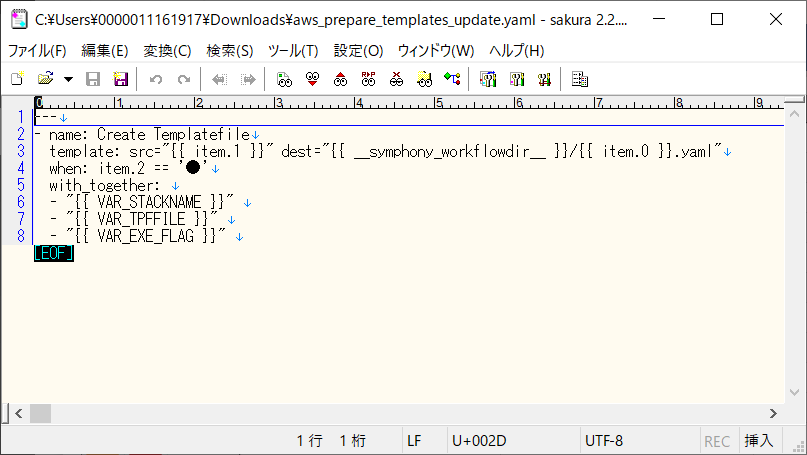 C:¥Users¥0000011161917¥Downloads¥aws_prepare_templates_update.yaml - sakura 2.2....
ファイル(F) 編集(E) 変換(C) 検索(S) ツール(T) 設定(O) ウィンドウ(W) ヘルプ(H)
0 1 2 3 4 5 6 7 8 9
1 ---↓
2 - name: Create Templatefile↓
3   template: src="{{ item.1 }}" dest="{{ __symphony_workflowdir__ }}/{{ item.0 }}.yaml"↓
4   when: item.2 == '●'↓
5   with_together: ↓
6   - "{{ VAR_STACKNAME }}" ↓
7   - "{{ VAR_TPFFILE }}" ↓
8   - "{{ VAR_EXE_FLAG }}" ↓
[EOF]
1 行 1 桁 LF U+002D UTF-8 REC 挿入